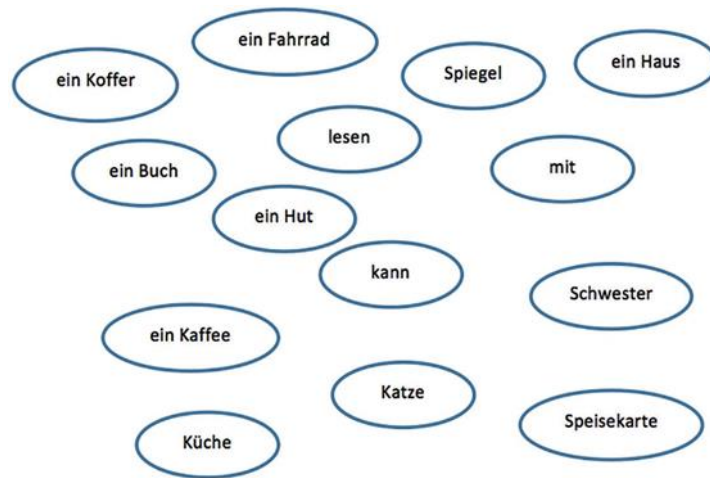 ein Fahrrad
ein Koffer
Spiegel
ein Haus
lesen
ein Buch
mit
ein Hut
kann
Schwester
ein Kaffee
Katze
Küche
Speisekarte